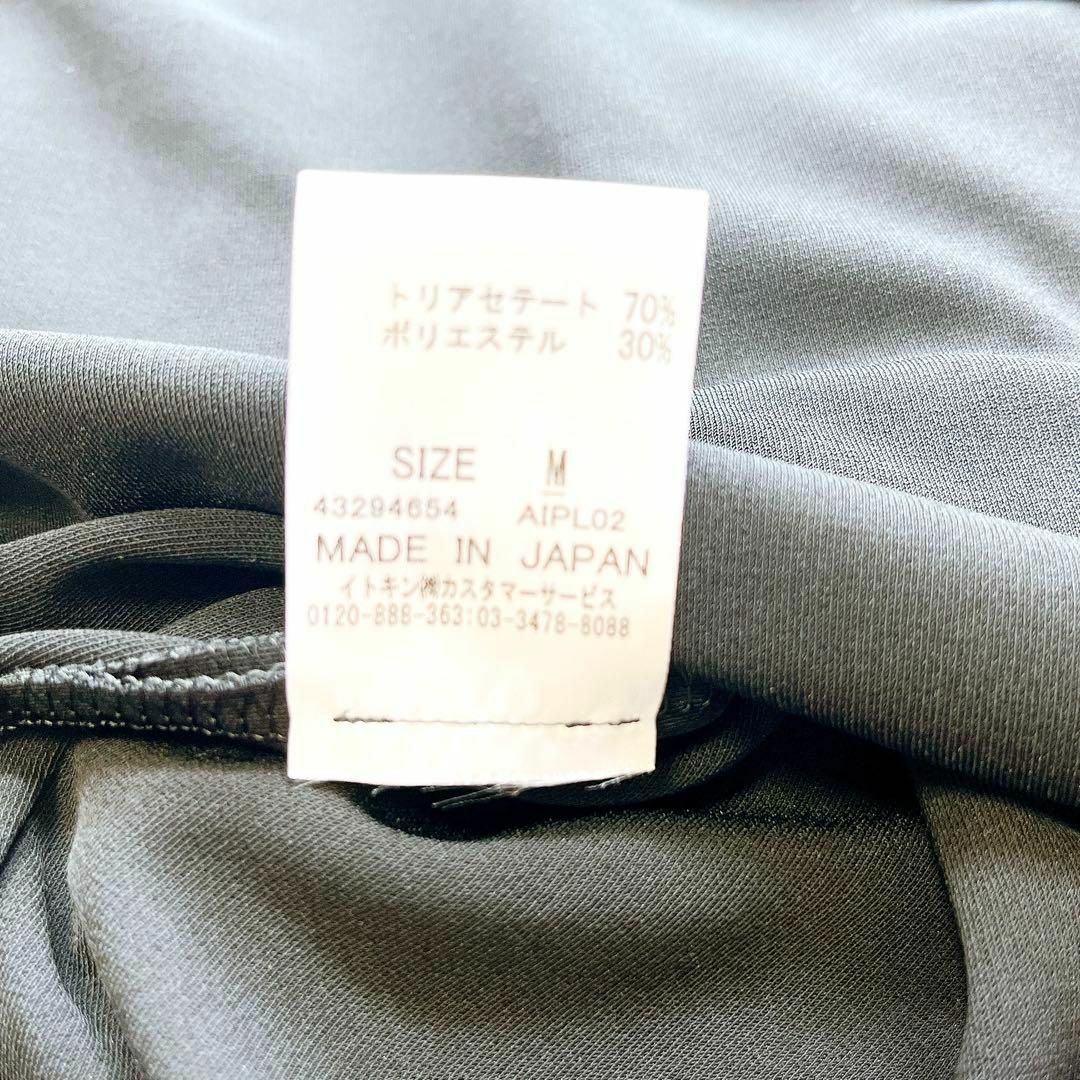 トリアセテート 70%
ポリエステル 30%
SIZE M
43294654 AIPL02
MADE IN JAPAN
イトキン㈱カスタマーサービス
0120-888-363:03-3478-8088